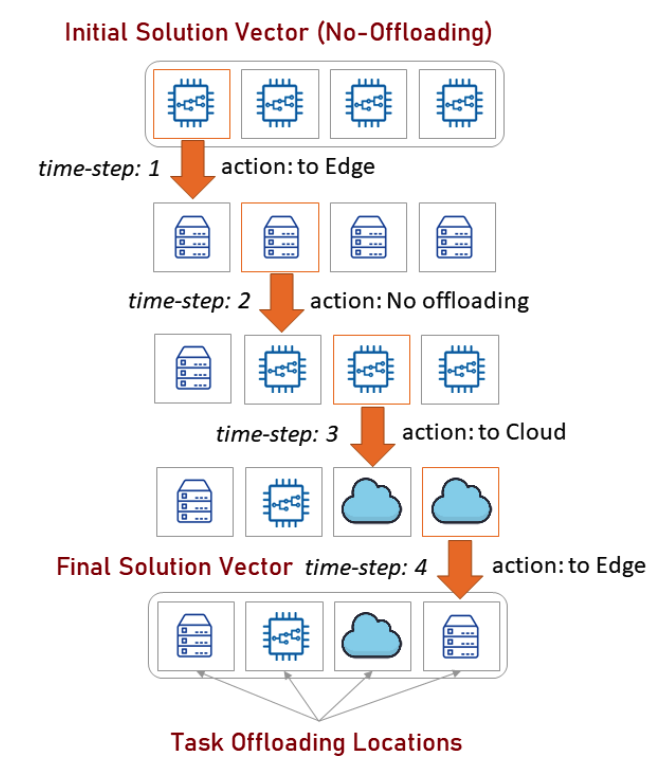 Initial Solution Vector (No-Offloading)
time-step: 1 action: to Edge
time-step: 2 action: No offloading
time-step: 3 action: to Cloud
Final Solution Vector time-step: 4 action: to Edge
Task Offloading Locations